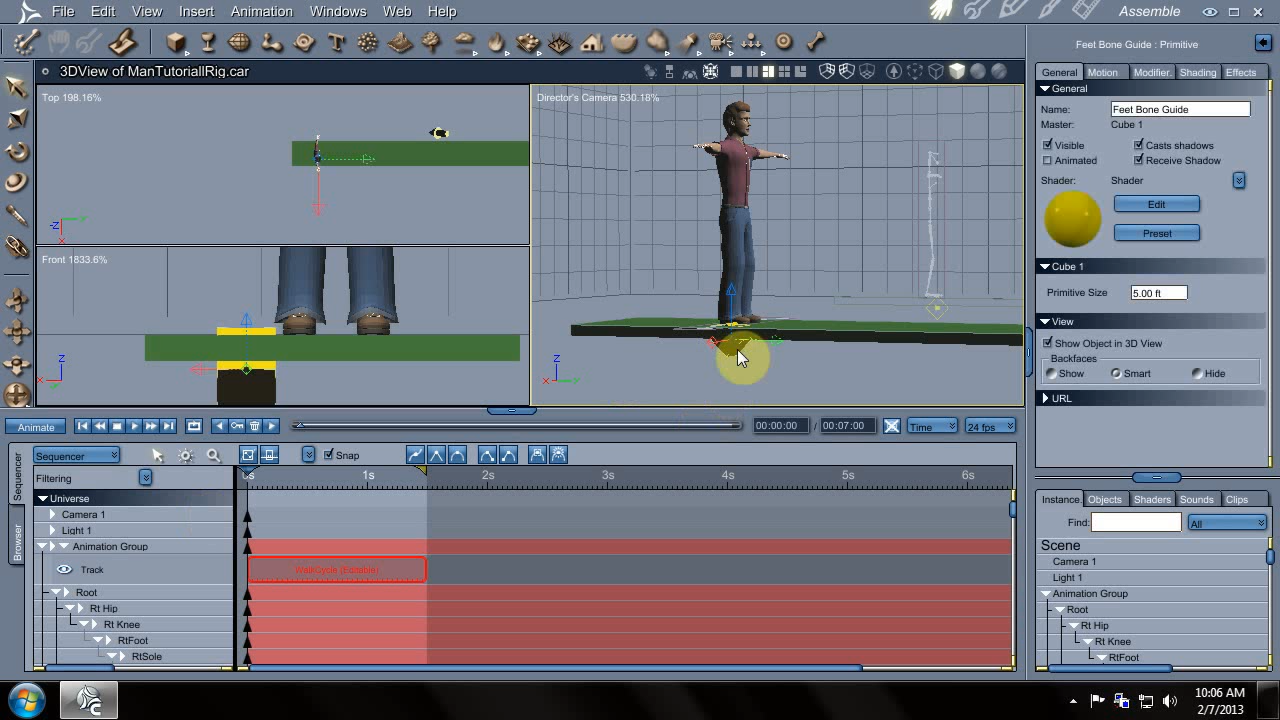 File Edit View Insert Animation Windows Web Help
Assemble
3DView of ManTutorialRig.car
Top 198.16%
-Z
Front 1833.6%
Z
X
Director's Camera 530.18%
Z
X
Feet Bone Guide : Primitive
General Motion Modifier. Shading Effects
General
Name: Feet Bone Guide
Master: Cube 1
Visible Casts shadows
Animated Receive Shadow
Shader: Shader
Edit
Preset
Cube 1
Primitive Size 5.00 ft
View
Show Object in 3D View
Backfaces
Show Smart Hide
URL
Animate
00:00:00 / 00:07:00 Time 24 fps
Sequencer
Browser
Sequencer Snap
Filtering
0s 1s 2s 3s 4s 5s 6s
Universe
Camera 1
Light 1
Animation Group
Track
WalkCycle (Editable)
Root
Rt Hip
Rt Knee
RtFoot
RtSole
Instance. Objects Shaders Sounds Clips
Find: All
Scene
Camera 1
Light 1
Animation Group
Root
Rt Hip
Rt Knee
RtFoot
10:06 AM
2/7/2013